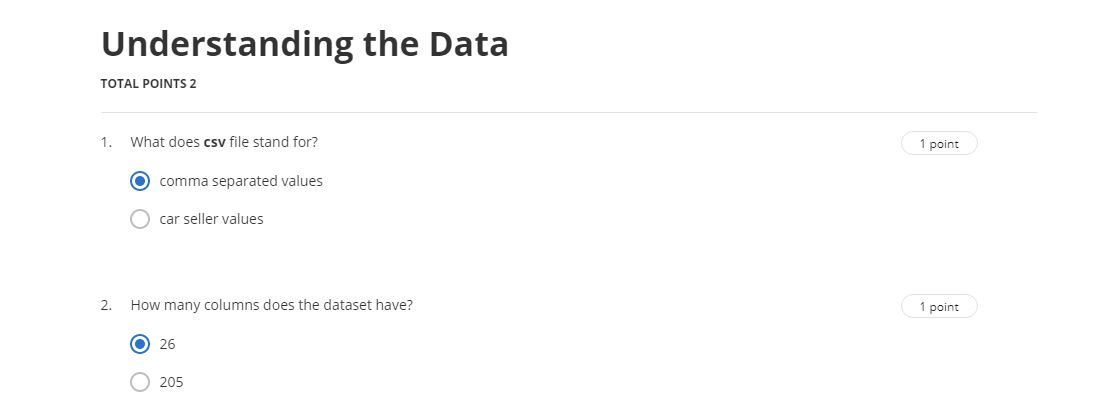 Understanding the Data
TOTAL POINTS 2
1. What does csv file stand for?
1 point
comma separated values
car seller values
2. How many columns does the dataset have?
1 point
26
205